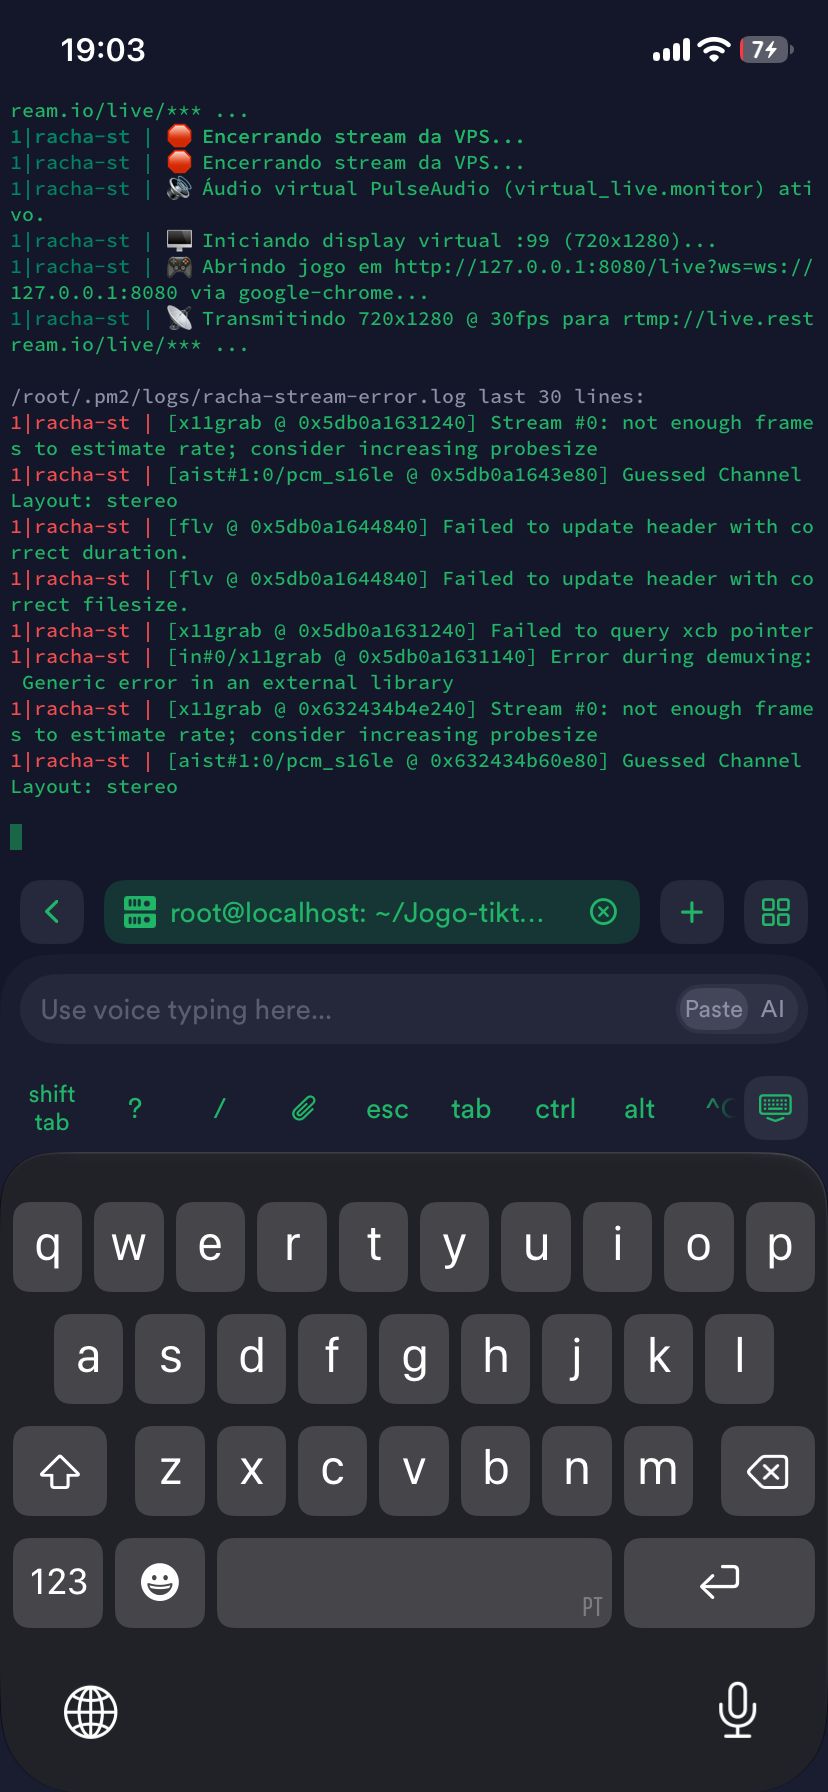 19:03
7
ream.io/live/*** ...
1|racha-st | 🛑 Encerrando stream da VPS...
1|racha-st | 🛑 Encerrando stream da VPS...
1|racha-st | 🔊 Áudio virtual PulseAudio (virtual_live.monitor) ati
vo.
1|racha-st | 🖥️ Iniciando display virtual :99 (720x1280)...
1|racha-st | 🎮 Abrindo jogo em http://127.0.0.1:8080/live?ws=ws://
127.0.0.1:8080 via google-chrome...
1|racha-st | 📡 Transmitindo 720x1280 @ 30fps para rtmp://live.rest
ream.io/live/*** ...
/root/.pm2/logs/racha-stream-error.log last 30 lines:
1|racha-st | [x11grab @ 0x5db0a1631240] Stream #0: not enough frame
s to estimate rate; consider increasing probesize
1|racha-st | [aist#1:0/pcm_s16le @ 0x5db0a1643e80] Guessed Channel
Layout: stereo
1|racha-st | [flv @ 0x5db0a1644840] Failed to update header with co
rrect duration.
1|racha-st | [flv @ 0x5db0a1644840] Failed to update header with co
rrect filesize.
1|racha-st | [x11grab @ 0x5db0a1631240] Failed to query xcb pointer
1|racha-st | [in#0/x11grab @ 0x5db0a1631140] Error during demuxing:
Generic error in an external library
1|racha-st | [x11grab @ 0x632434b4e240] Stream #0: not enough frame
s to estimate rate; consider increasing probesize
1|racha-st | [aist#1:0/pcm_s16le @ 0x632434b60e80] Guessed Channel
Layout: stereo
root@localhost: ~/Jogo-tikt...
Use voice typing here... Paste AI
shift tab ? / esc tab ctrl alt ^C
q w e r t y u i o p
a s d f g h j k l
z x c v b n m
123 PT